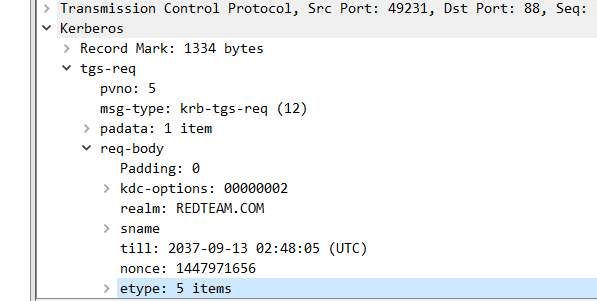 Transmission Control Protocol, Src Port: 49231, Dst Port: 88, Seq:
Kerberos
Record Mark: 1334 bytes
tgs-req
pvno: 5
msg-type: krb-tgs-req (12)
padata: 1 item
req-body
Padding: 0
kdc-options: 00000002
realm: REDTEAM.COM
sname
till: 2037-09-13 02:48:05 (UTC)
nonce: 1447971656
etype: 5 items